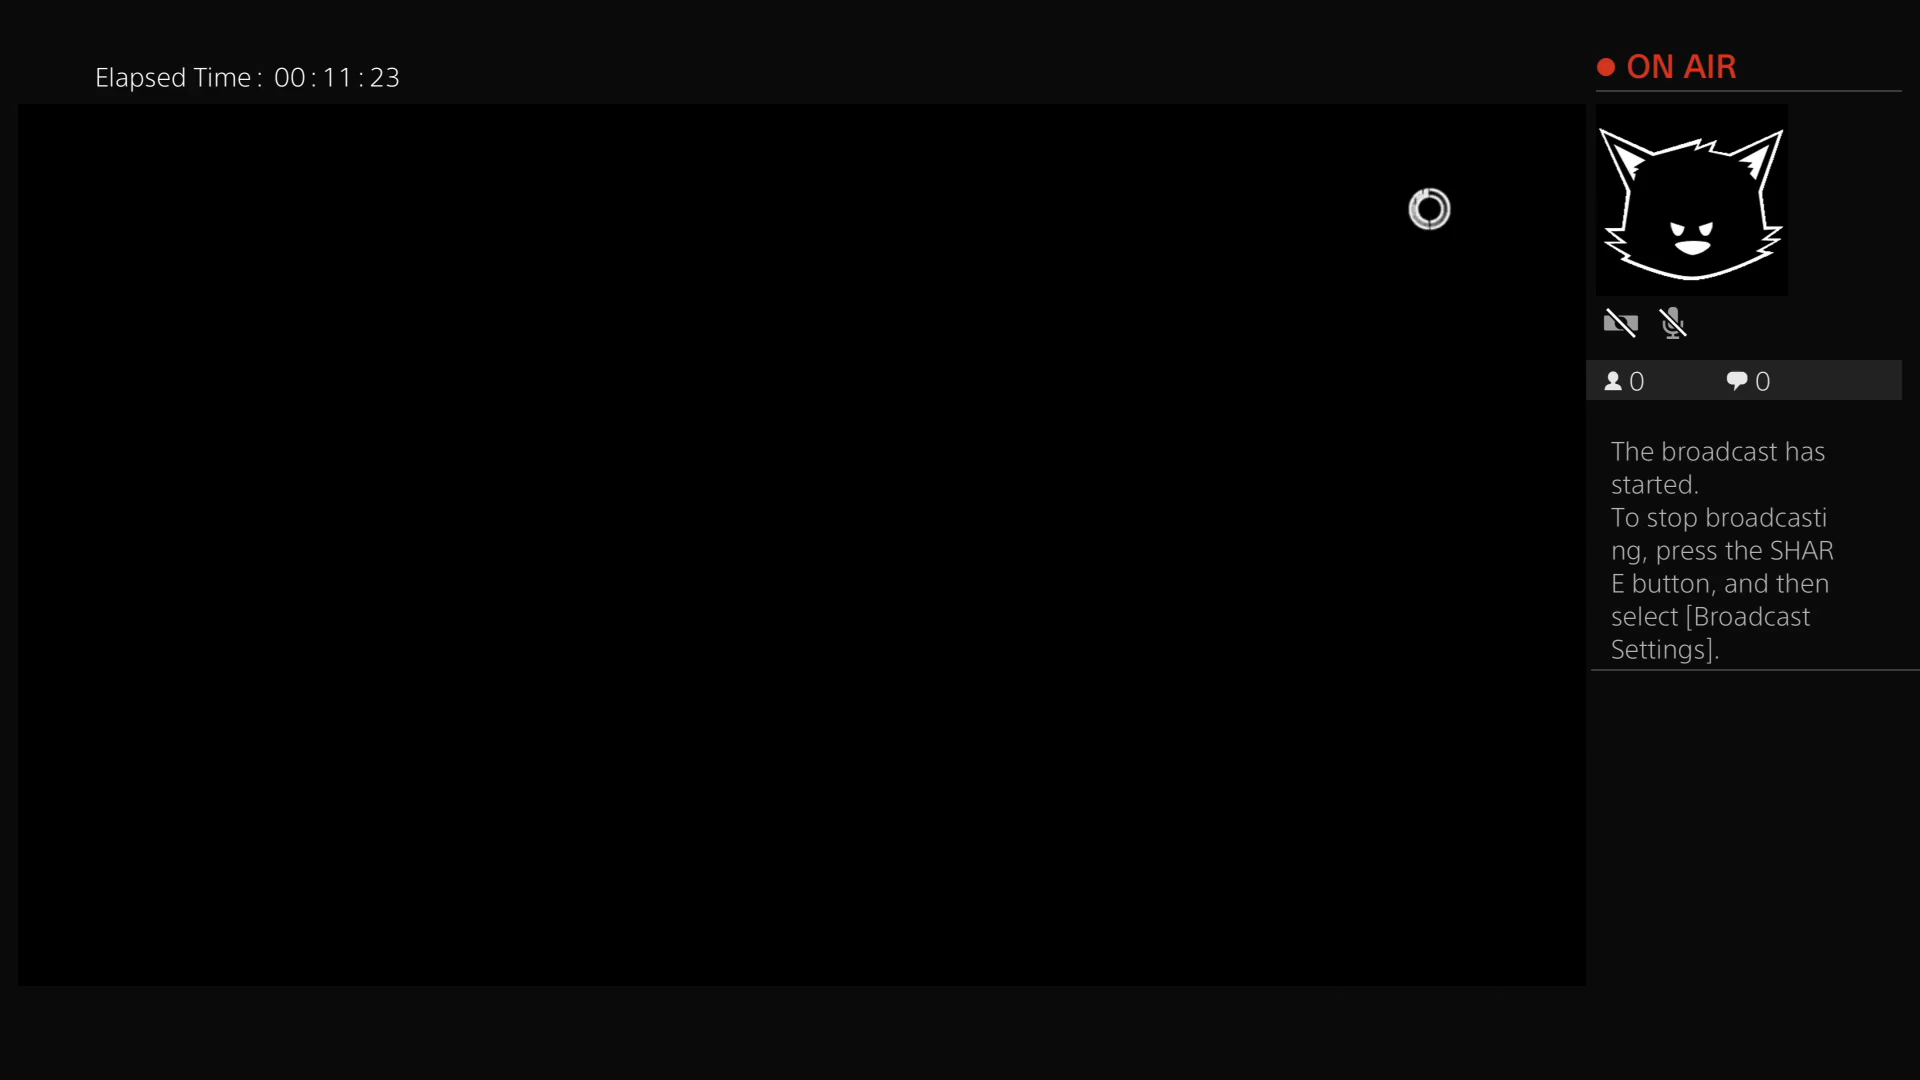 Elapsed Time: 00:11:23
ON AIR
0 0
The broadcast has
started.
To stop broadcasti
ng, press the SHAR
E button, and then
select [Broadcast
Settings].